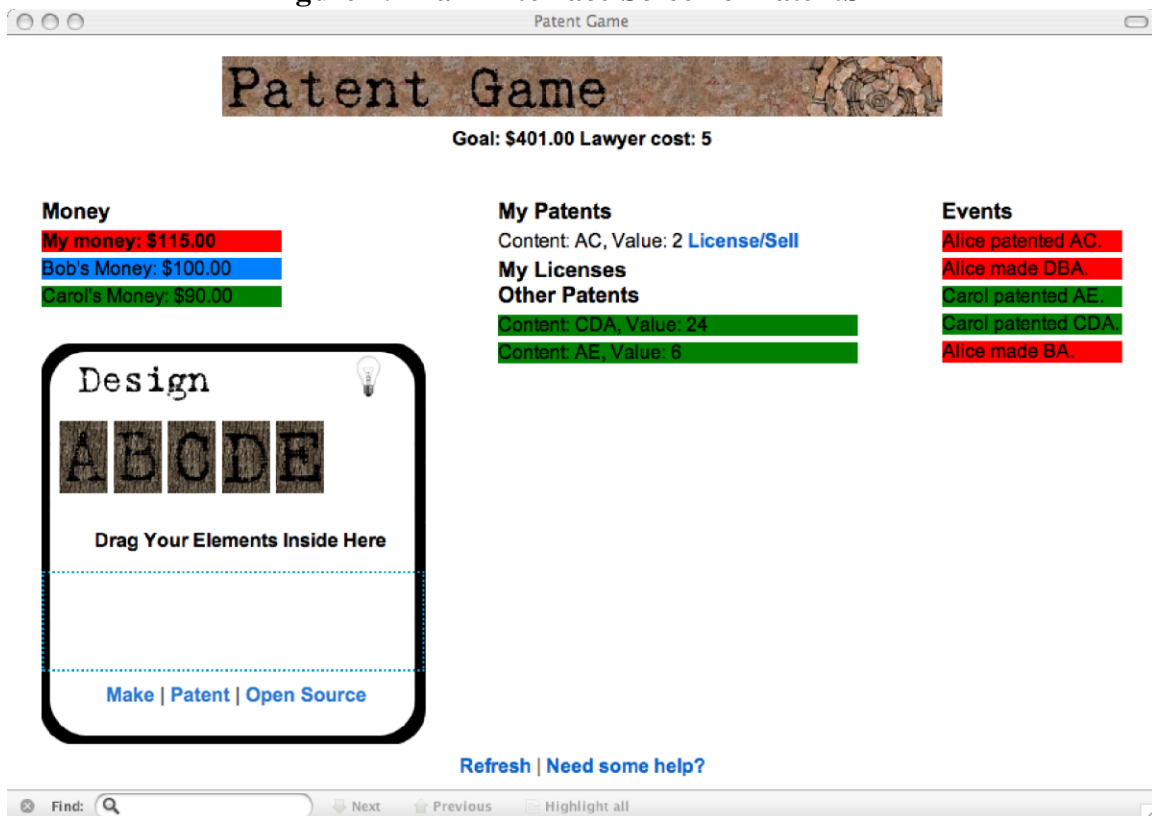 Patent Game
Patent Game
Goal: $401.00 Lawyer cost: 5
Money
My money: $115.00
Bob's Money: $100.00
Carol's Money: $90.00
My Patents
Content: AC, Value: 2 License/Sell
My Licenses
Other Patents
Content: CDA, Value: 24
Content: AE, Value: 6
Events
Alice patented AC.
Alice made DBA.
Carol patented AE.
Carol patented CDA.
Alice made BA.
Design
A B C D E
Drag Your Elements Inside Here
Make | Patent | Open Source
Refresh | Need some help?
Find: Next Previous Highlight all